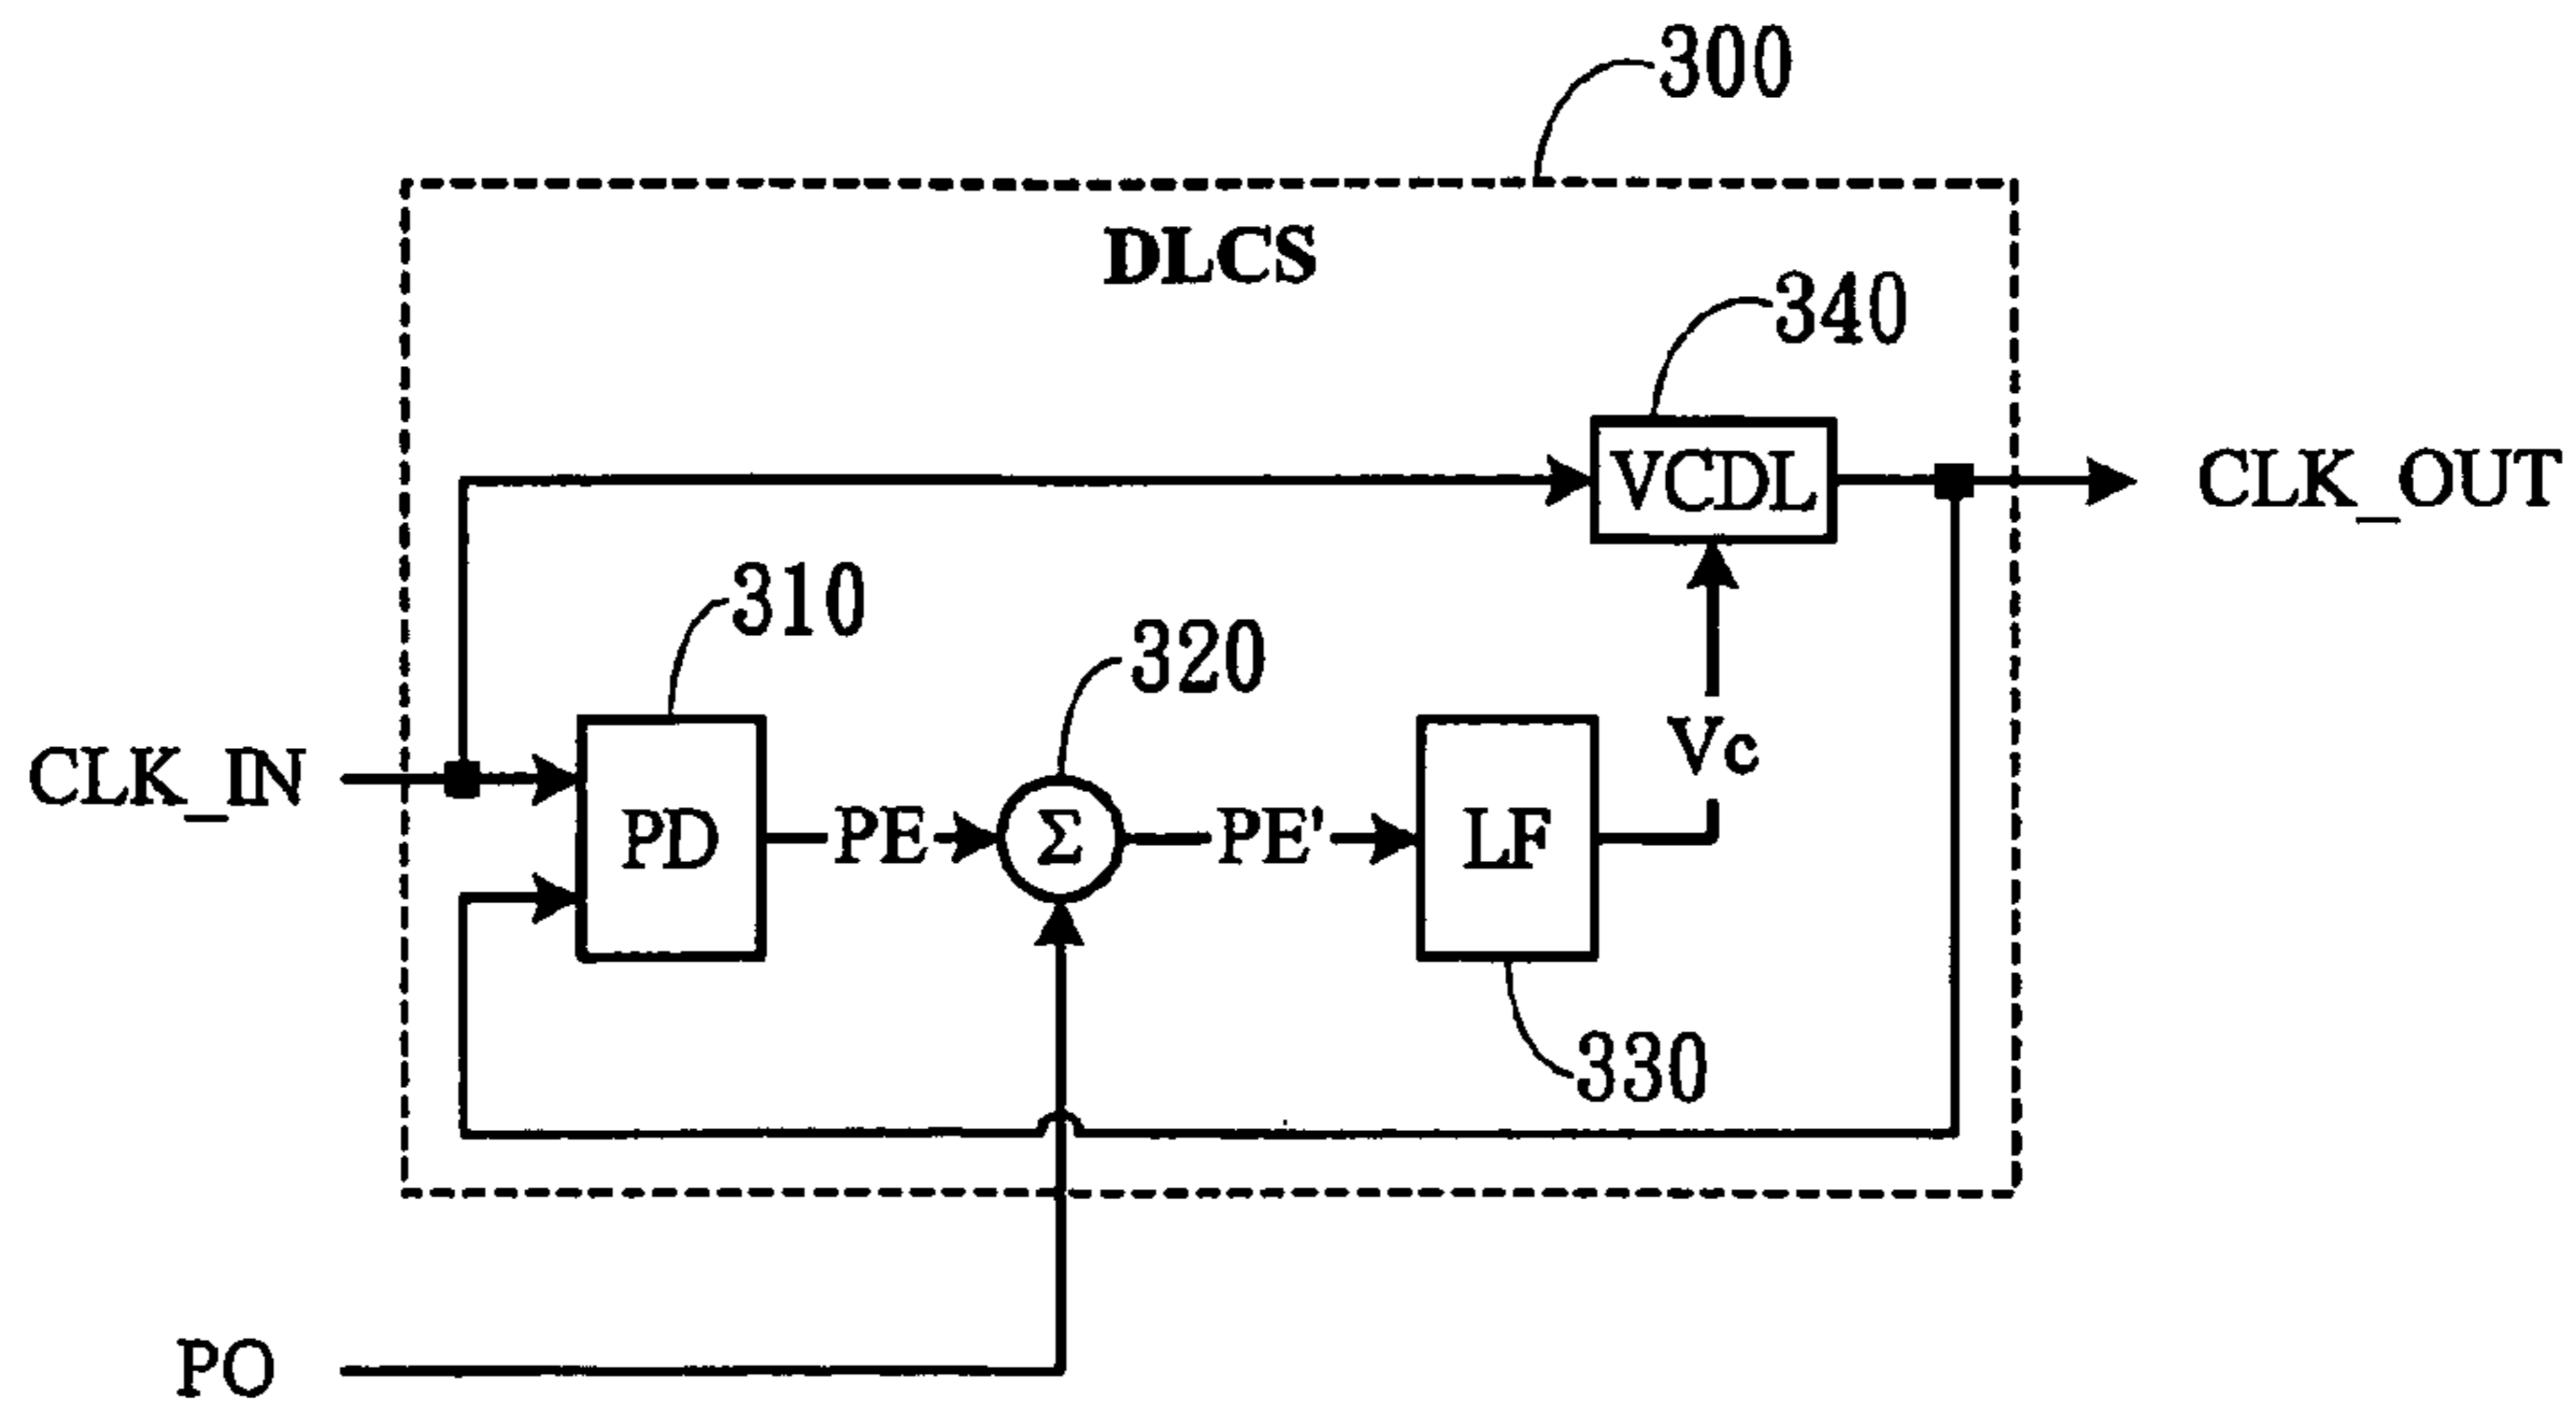 300
DLCS
340
VCDL
CLK_OUT
310
320
Vc
CLK_IN
PD
PE
Σ
PE'
LF
330
PO